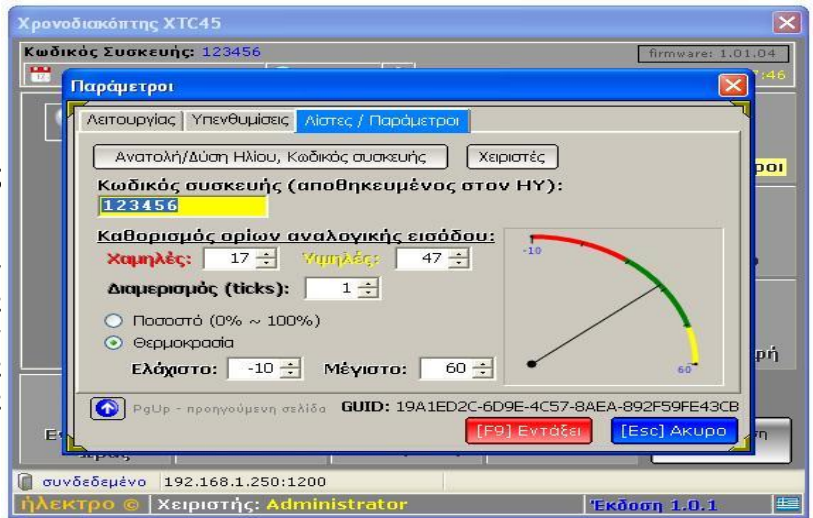 Χρονοδιακόπτης XTC45
Κωδικός Συσκευής: 123456
firmware: 1.01.04
:46
Παράμετροι
Λειτουργίας Υπενθυμίσεις Λίστες / Παράμετροι
Ανατολή/Δύση Ηλίου, Κωδικός συσκευής Χειριστές
Κωδικός συσκευής (αποθηκευμένος στον ΗΥ):
123456
Καθορισμός ορίων αναλογικής εισόδου:
Χαμηλές: 17 Υψηλές: 47
Διαμερισμός (ticks): 1
Ποσοστό (0% ~ 100%)
Θερμοκρασία
Ελάχιστο: -10 Μέγιστο: 60
-10
60
PgUp - προηγούμενη σελίδα GUID: 19A1ED2C-6D9E-4C57-8AEA-892F59FE43CB
[F9] Εντάξει [Esc] Ακυρο
συνδεδεμένο 192.168.1.250:1200
ήλεκτρο © Χειριστής: Administrator Έκδοση 1.0.1